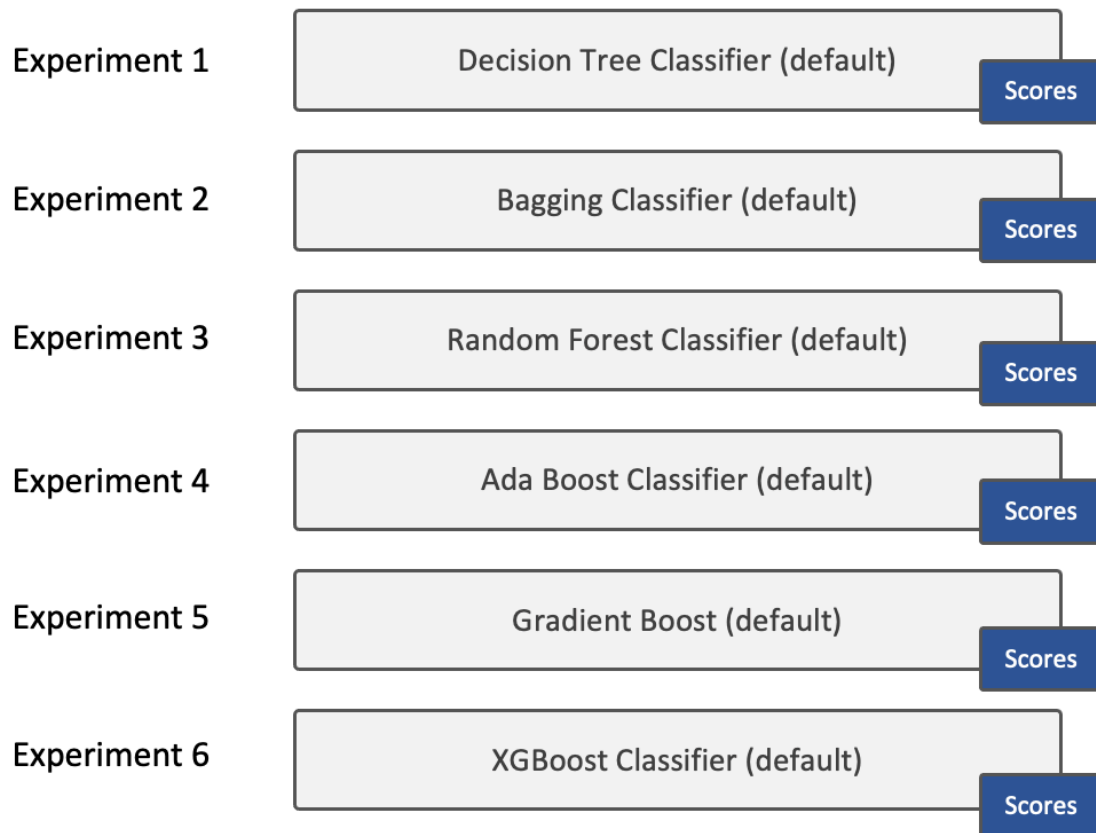 Experiment 1
Decision Tree Classifier (default)
Scores
Experiment 2
Bagging Classifier (default)
Scores
Experiment 3
Random Forest Classifier (default)
Scores
Experiment 4
Ada Boost Classifier (default)
Scores
Experiment 5
Gradient Boost (default)
Scores
Experiment 6
XGBoost Classifier (default)
Scores